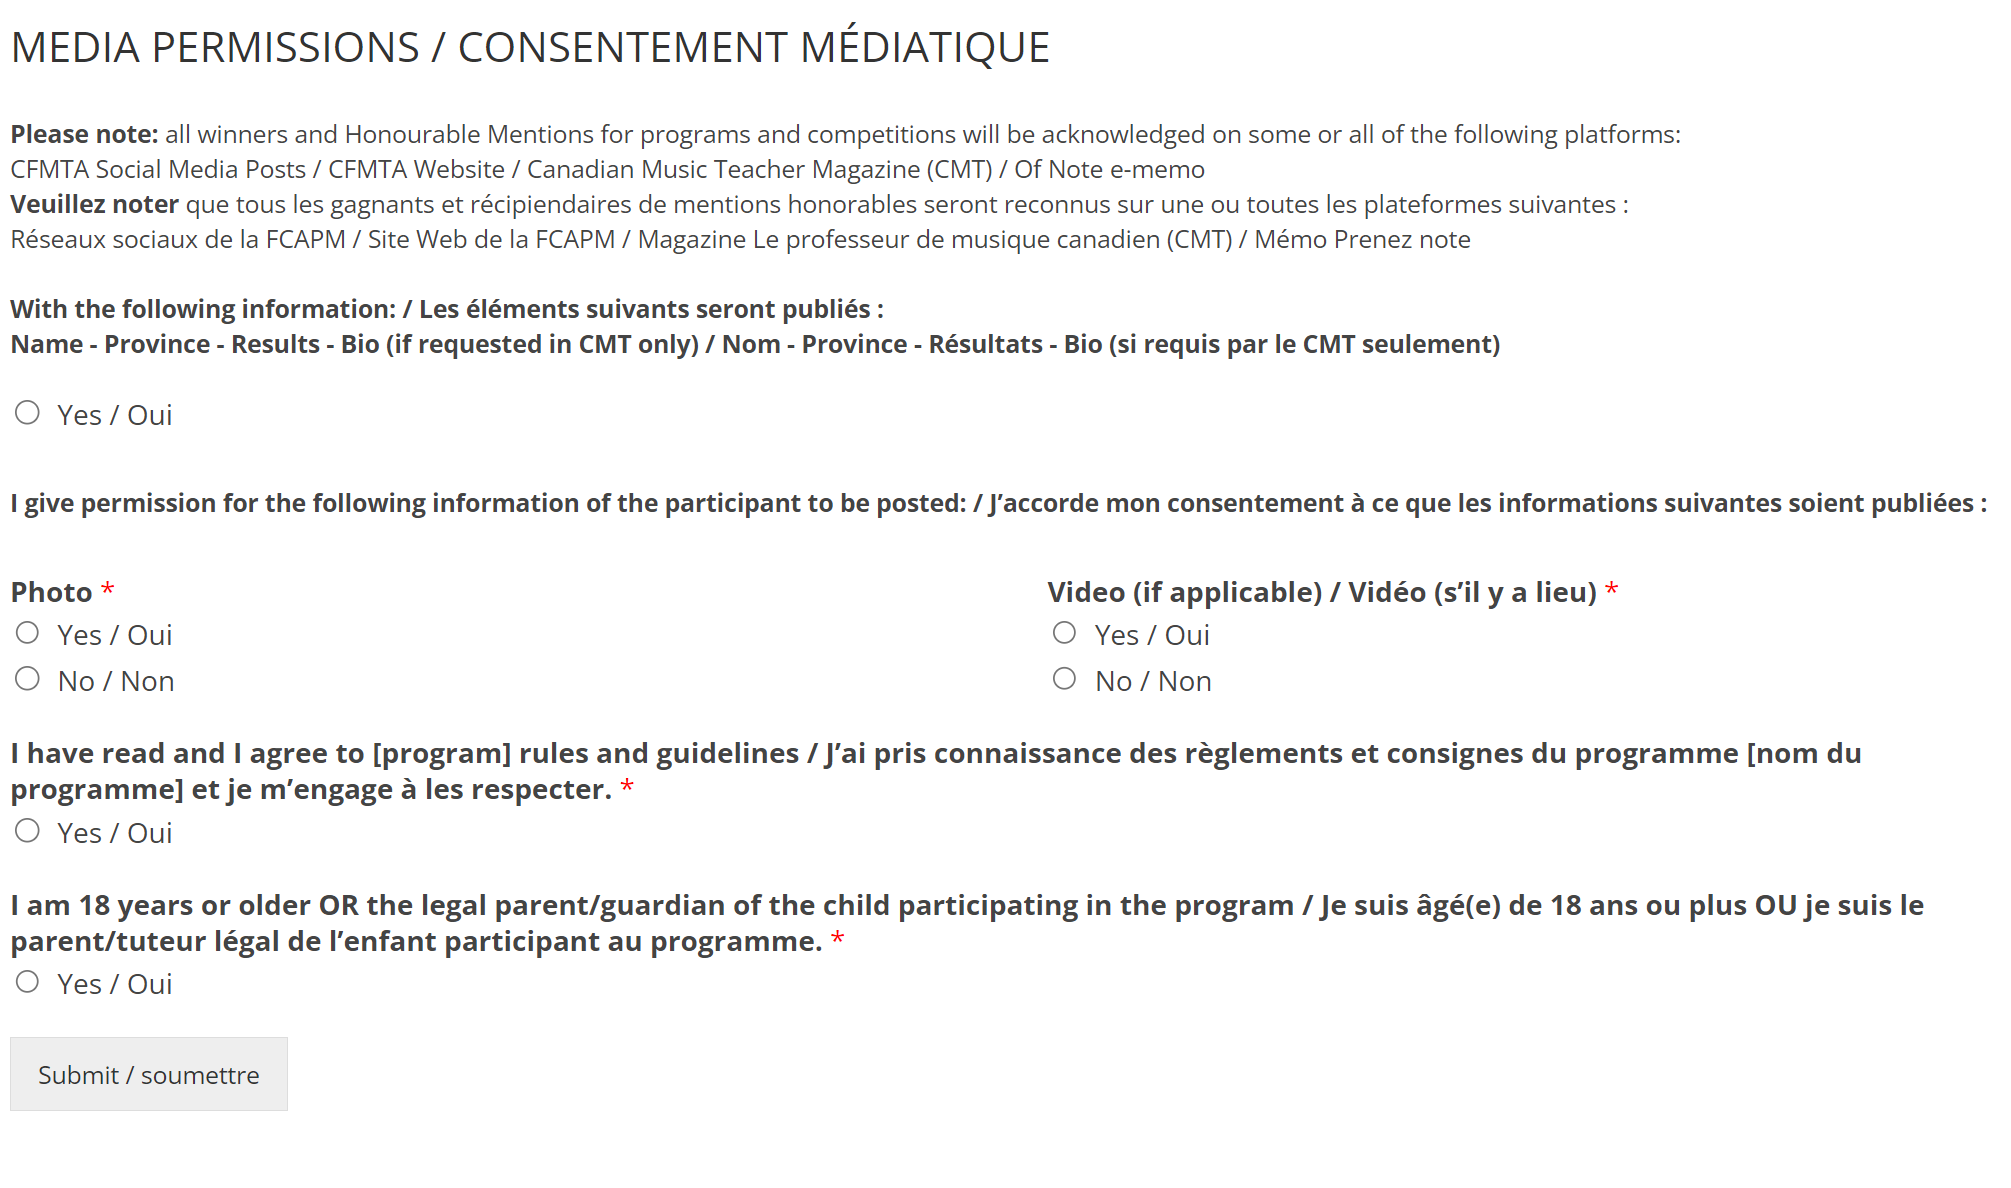 MEDIA PERMISSIONS / CONSENTEMENT MÉDIATIQUE
Please note: all winners and Honourable Mentions for programs and competitions will be acknowledged on some or all of the following platforms:
CFMTA Social Media Posts / CFMTA Website / Canadian Music Teacher Magazine (CMT) / Of Note e-memo
Veuillez noter que tous les gagnants et récipiendaires de mentions honorables seront reconnus sur une ou toutes les plateformes suivantes :
Réseaux sociaux de la FCAPM / Site Web de la FCAPM / Magazine Le professeur de musique canadien (CMT) / Mémo Prenez note
With the following information: / Les éléments suivants seront publiés :
Name - Province - Results - Bio (if requested in CMT only) / Nom - Province - Résultats - Bio (si requis par le CMT seulement)
Yes / Oui
I give permission for the following information of the participant to be posted: / J’accorde mon consentement à ce que les informations suivantes soient publiées :
Photo *
Yes / Oui
No / Non
Video (if applicable) / Vidéo (s’il y a lieu) *
Yes / Oui
No / Non
I have read and I agree to [program] rules and guidelines / J’ai pris connaissance des règlements et consignes du programme [nom du
programme] et je m’engage à les respecter. *
Yes / Oui
I am 18 years or older OR the legal parent/guardian of the child participating in the program / Je suis âgé(e) de 18 ans ou plus OU je suis le
parent/tuteur légal de l’enfant participant au programme. *
Yes / Oui
Submit / soumettre